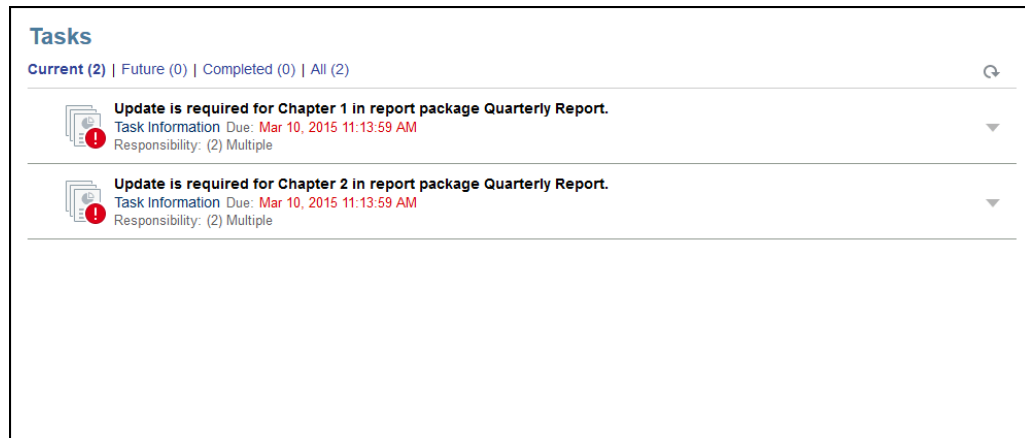 Tasks
Current (2) | Future (0) | Completed (0) | All (2)
Update is required for Chapter 1 in report package Quarterly Report.
Task Information Due: Mar 10, 2015 11:13:59 AM
Responsibility: (2) Multiple
Update is required for Chapter 2 in report package Quarterly Report.
Task Information Due: Mar 10, 2015 11:13:59 AM
Responsibility: (2) Multiple